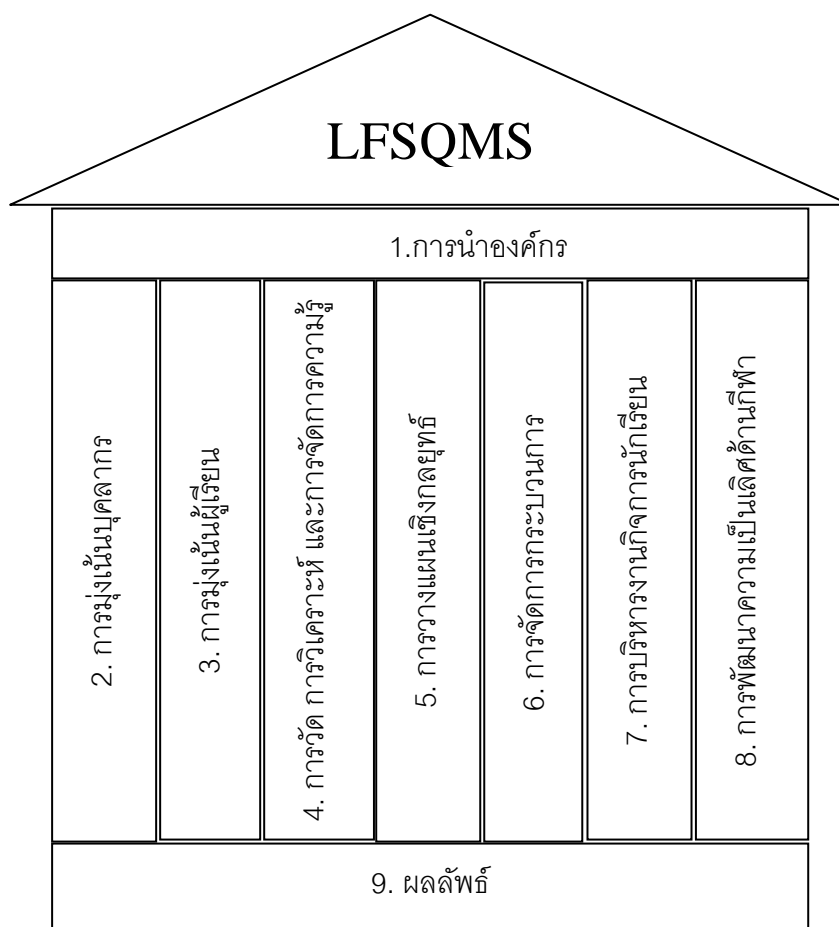 LFSQMS
1.การนำองค์กร
2. การมุ่งเน้นบุคลากร
3. การมุ่งเน้นผู้เรียน
4. การวัด การวิเคราะห์ และการจัดการความรู้
5. การวางแผนเชิงกลยุทธ์
6. การจัดการกระบวนการ
7. การบริหารงานกิจการนักเรียน
8. การพัฒนาความเป็นเลิศด้านกีฬา
9. ผลลัพธ์